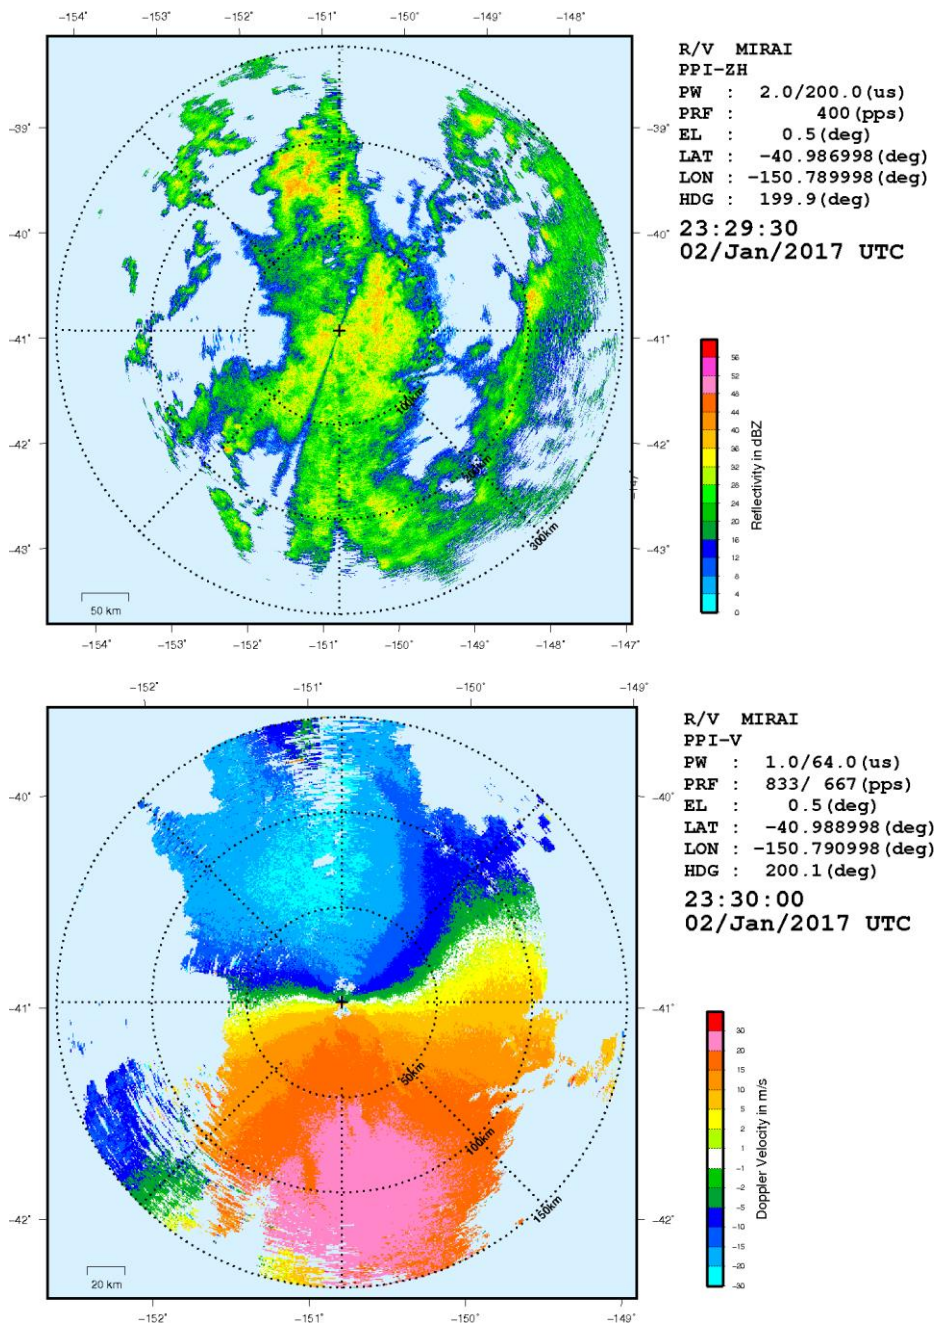 −154° −153° −152° −151° −150° −149° −148° −147°
R/V MIRAI
PPI−ZH
PW : 2.0/200.0(us)
PRF : 400(pps)
EL : 0.5(deg)
LAT : −40.986998(deg)
LON : −150.789998(deg)
HDG : 199.9(deg)
23:29:30
02/Jan/2017 UTC
−39°
−40°
−41°
−42°
−43°
100km
200km
300km
50 km
−154° −153° −152° −151° −150° −149° −148° −147°
56
52
48
44
40
36
32
28
24
20
16
12
8
4
0
Reflectivity in dBZ
−152° −151° −150° −149°
R/V MIRAI
PPI−V
PW : 1.0/64.0(us)
PRF : 833/ 667(pps)
EL : 0.5(deg)
LAT : −40.988998(deg)
LON : −150.790998(deg)
HDG : 200.1(deg)
23:30:00
02/Jan/2017 UTC
−40°
−41°
−42°
50km
100km
150km
20 km
−152° −151° −150° −149°
30
20
15
10
5
2
1
−1
−2
−5
−10
−15
−20
−30
Doppler Velocity in m/s